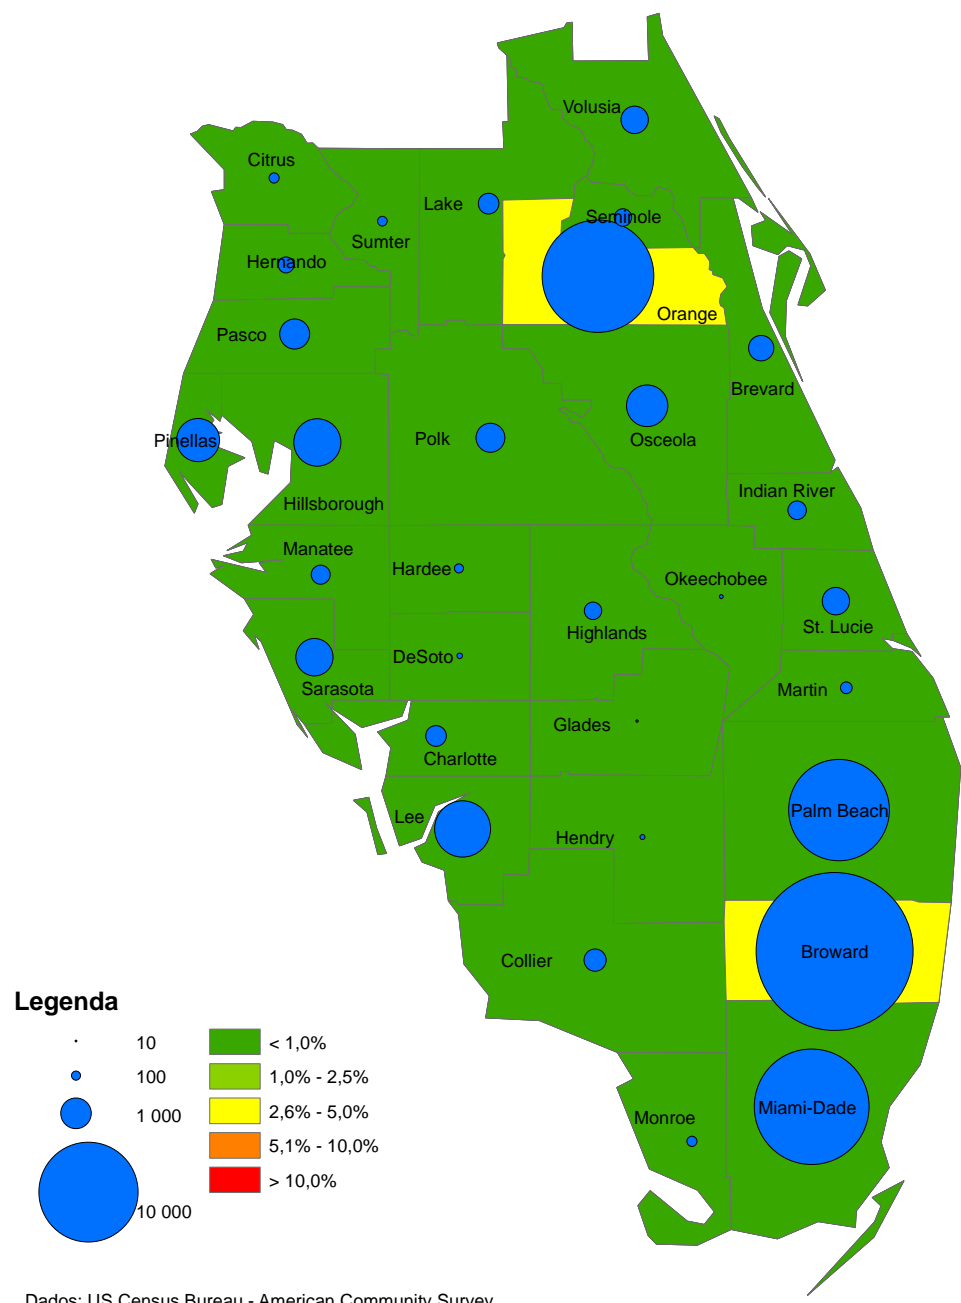 Volusia
Citrus
Lake
Seminole
Sumter
Hernando
Orange
Pasco
Brevard
Pinellas
Polk
Osceola
Hillsborough
Indian River
Manatee
Hardee
Okeechobee
Highlands
St. Lucie
DeSoto
Sarasota
Martin
Glades
Charlotte
Lee
Palm Beach
Hendry
Broward
Collier
Miami-Dade
Monroe
Legenda
10
100
1 000
10 000
< 1,0%
1,0% - 2,5%
2,6% - 5,0%
5,1% - 10,0%
> 10,0%
Dados: US Census Bureau - American Community Survey